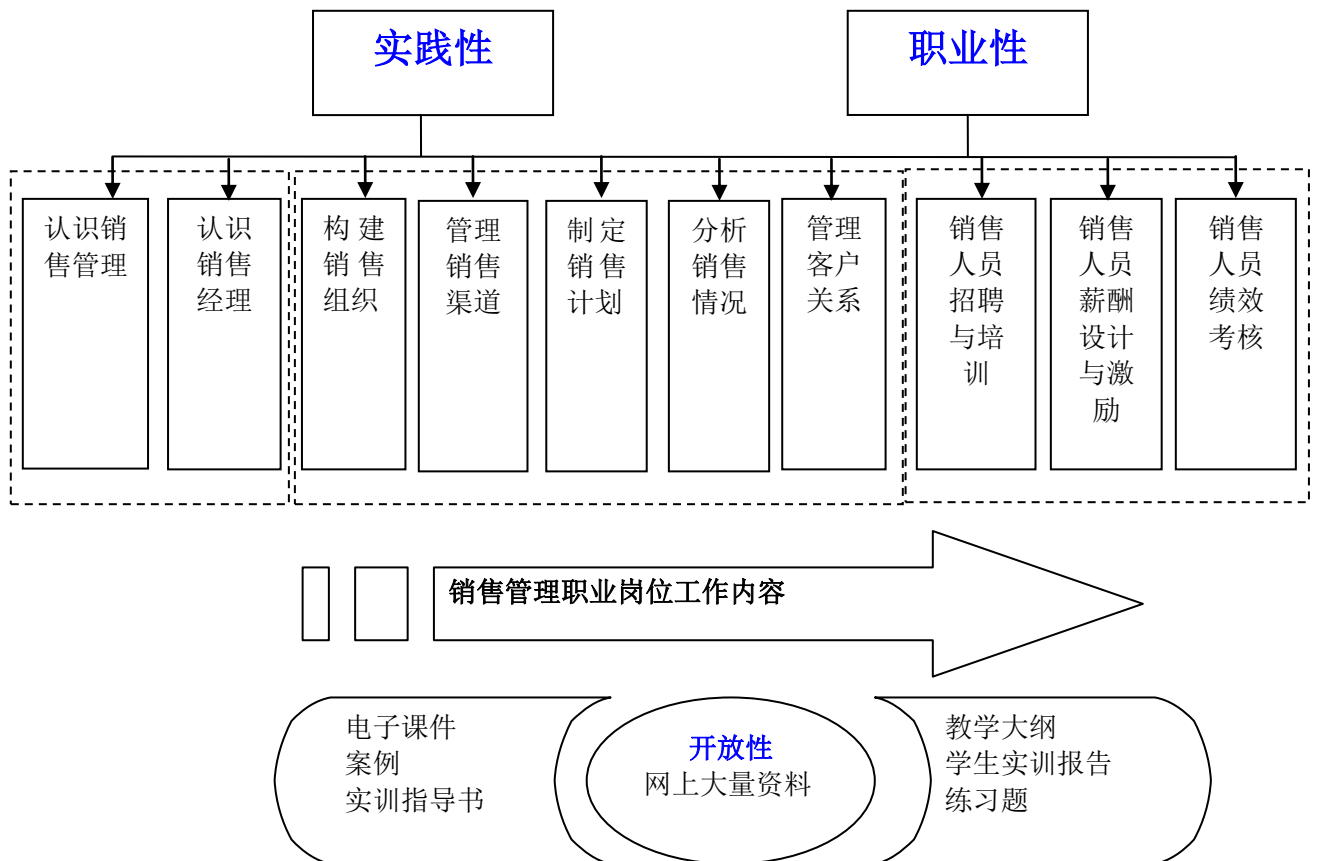 实践性
职业性
认识销
售管理
认识
销售
经理
构 建
销 售
组织
管理
销售
渠道
制 定
销 售
计划
分析
销售
情况
管理
客户
关系
销售
人员
招聘
与培
训
销售
人员
薪酬
设计
与激
励
销售
人员
绩效
考核
销售管理职业岗位工作内容
电子课件
案例
实训指导书
开放性
网上大量资料
教学大纲
学生实训报告
练习题